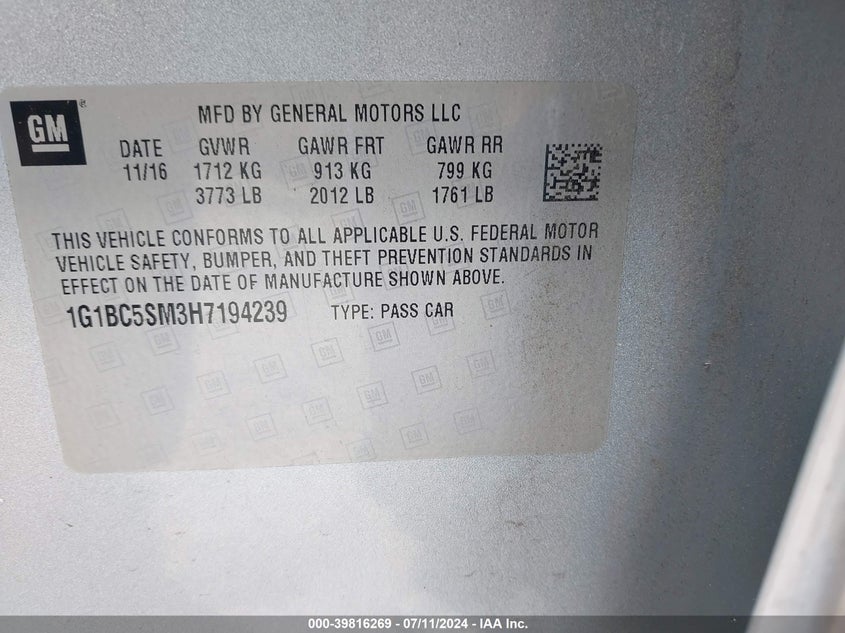 GM
MFD BY GENERAL MOTORS LLC
DATE GVWR GAWR FRT GAWR RR
11/16 1712 KG 913 KG 799 KG
3773 LB 2012 LB 1761 LB
THIS VEHICLE CONFORMS TO ALL APPLICABLE U.S. FEDERAL MOTOR
VEHICLE SAFETY, BUMPER, AND THEFT PREVENTION STANDARDS IN
EFFECT ON THE DATE OF MANUFACTURE SHOWN ABOVE.
1G1BC5SM3H7194239 TYPE: PASS CAR
000-39816269 - 07/11/2024 - IAA Inc.